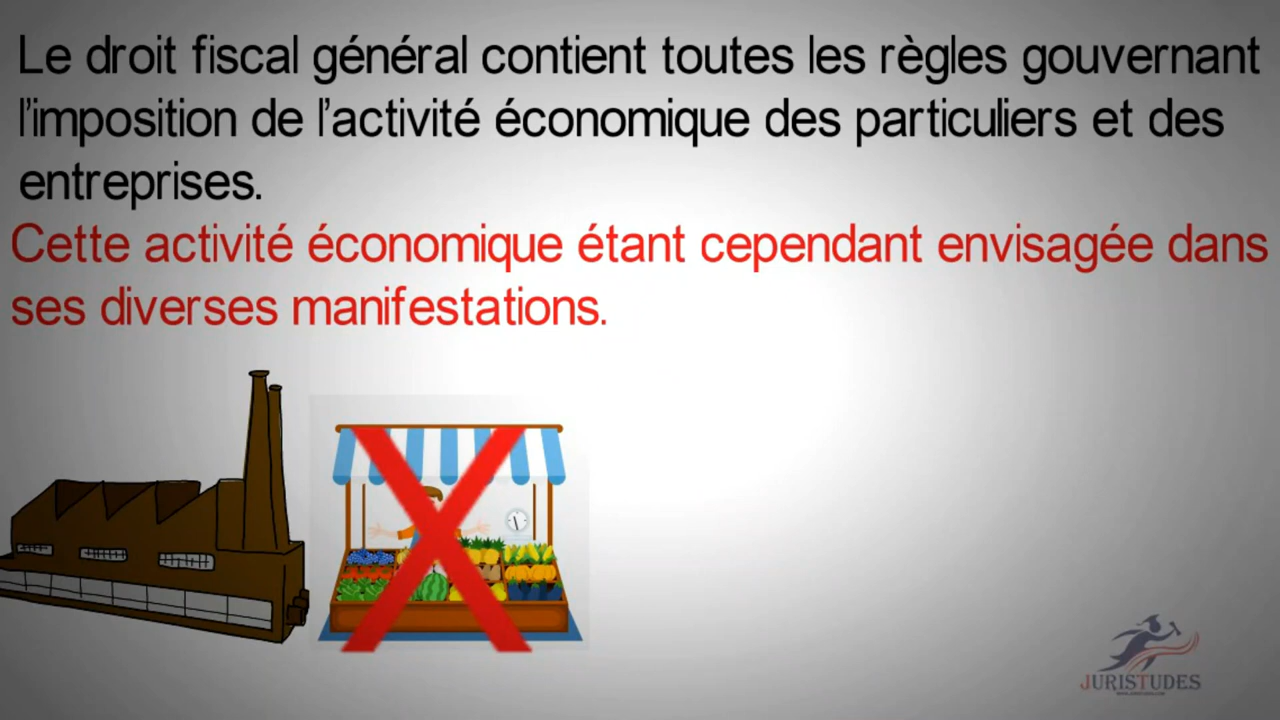 Le droit fiscal général contient toutes les règles gouvernant
l'imposition de l'activité économique des particuliers et des
entreprises.
Cette activité économique étant cependant envisagée dans
ses diverses manifestations.
JURISTUDES